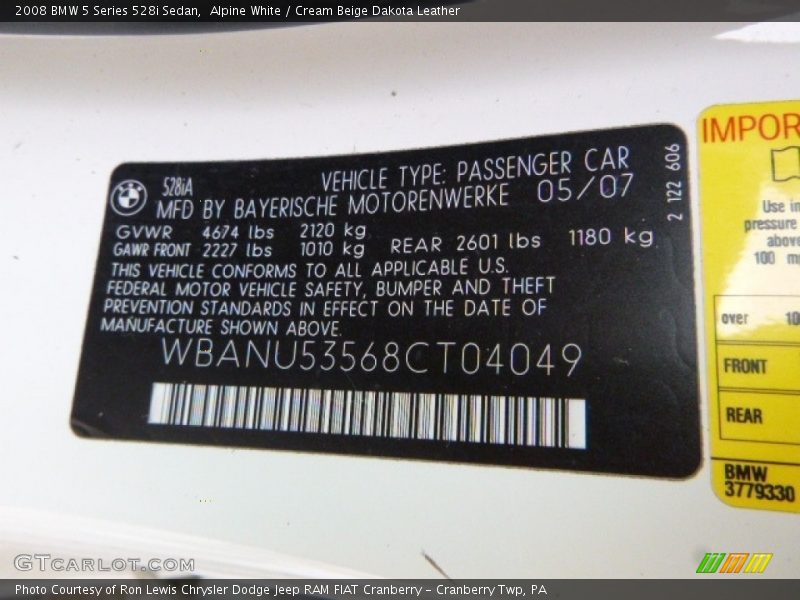 2008 BMW 5 Series 528i Sedan,  Alpine White / Cream Beige Dakota Leather
528iA
VEHICLE TYPE: PASSENGER CAR
MFD BY BAYERISCHE MOTORENWERKE 05/07
GVWR 4674 lbs 2120 kg
GAWR FRONT 2227 lbs 1010 kg REAR 2601 lbs 1180 kg
THIS VEHICLE CONFORMS TO ALL APPLICABLE U.S.
FEDERAL MOTOR VEHICLE SAFETY, BUMPER AND THEFT
PREVENTION STANDARDS IN EFFECT ON THE DATE OF
MANUFACTURE SHOWN ABOVE.
WBANU53568CT04049
2 122 606
IMPOR
Use in
pressure
above
100 mp
over 10
FRONT
REAR
BMW
3779330
GTCARLOT.COM
Photo Courtesy of Ron Lewis Chrysler Dodge Jeep RAM FIAT Cranberry – Cranberry Twp, PA